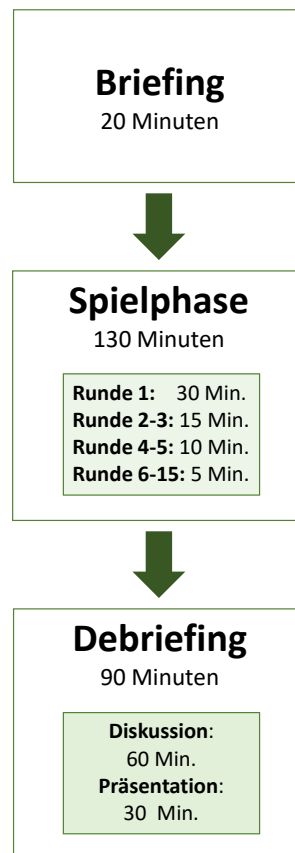 Briefing
20 Minuten
Spielphase
130 Minuten
Runde 1: 30 Min.
Runde 2-3: 15 Min.
Runde 4-5: 10 Min.
Runde 6-15: 5 Min.
Debriefing
90 Minuten
Diskussion:
60 Min.
Präsentation:
30 Min.